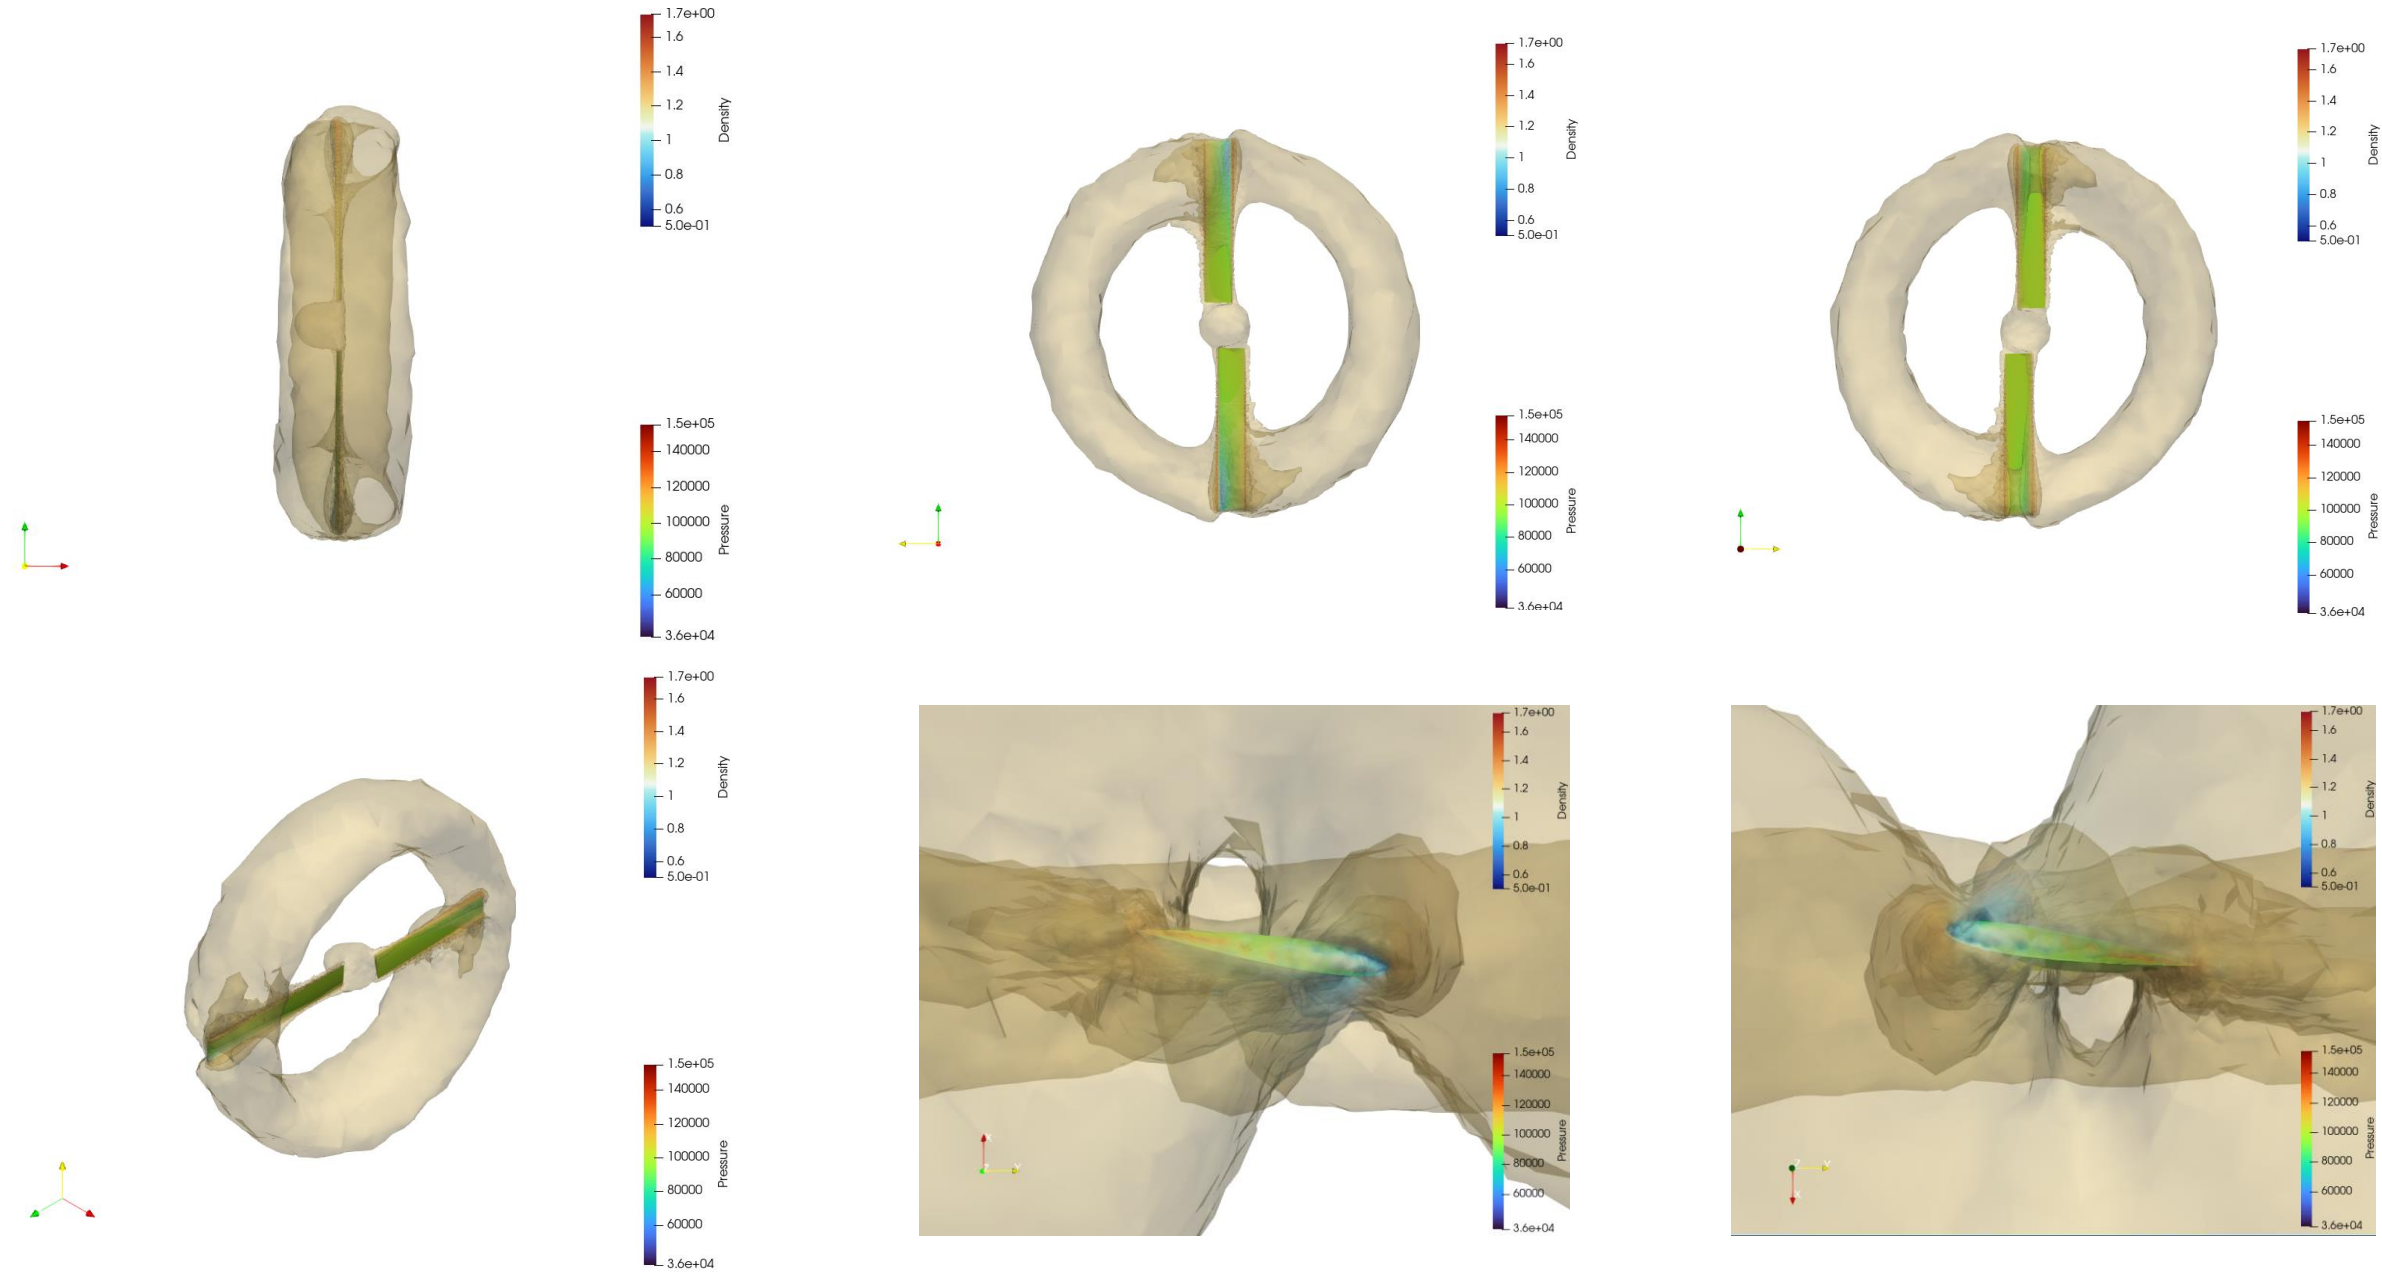 1.7e+00
1.6
1.4
1.2
1
0.8
0.6
5.0e-01
Density
1.5e+05
140000
120000
100000
80000
60000
3.6e+04
Pressure
1.7e+00
1.6
1.4
1.2
1
0.8
0.6
5.0e-01
Density
1.5e+05
140000
120000
100000
80000
60000
3.6e+04
Pressure
1.7e+00
1.6
1.4
1.2
1
0.8
0.6
5.0e-01
Density
1.5e+05
140000
120000
100000
80000
60000
3.6e+04
Pressure
1.7e+00
1.6
1.4
1.2
1
0.8
0.6
5.0e-01
Density
1.5e+05
140000
120000
100000
80000
60000
3.6e+04
Pressure
1.7e+00
1.6
1.4
1.2
1
0.8
0.6
5.0e-01
Density
1.5e+05
140000
120000
100000
80000
60000
3.6e+04
Pressure
X
Z Y
1.7e+00
1.6
1.4
1.2
1
0.8
0.6
5.0e-01
Density
1.5e+05
140000
120000
100000
80000
60000
3.6e+04
Pressure
Z Y
X